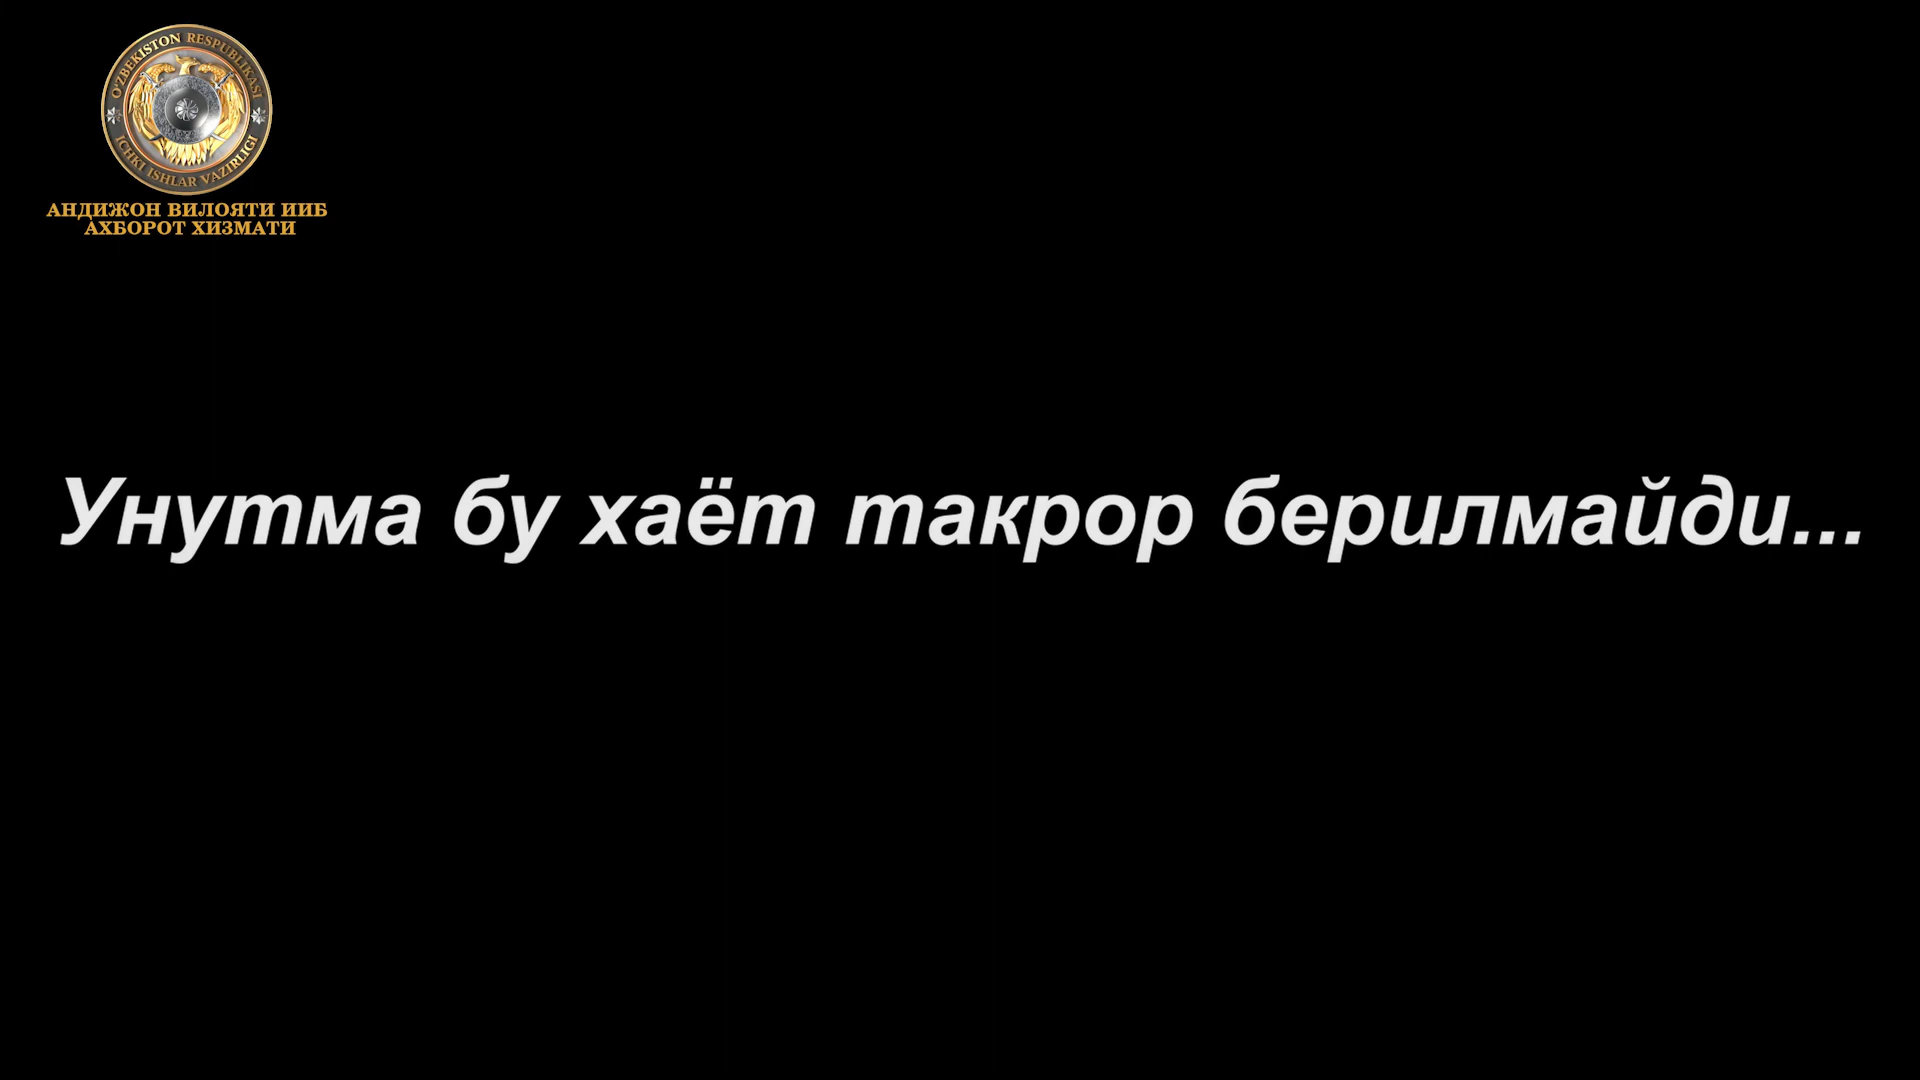 O'ZBEKISTON RESPUBLIKASI
ICHKI ISHLAR VAZIRLIGI
АНДИЖОН ВИЛОЯТИ ИИБ
АХБОРОТ ХИЗМАТИ
Унутма бу хаёт такрор берилмайди...